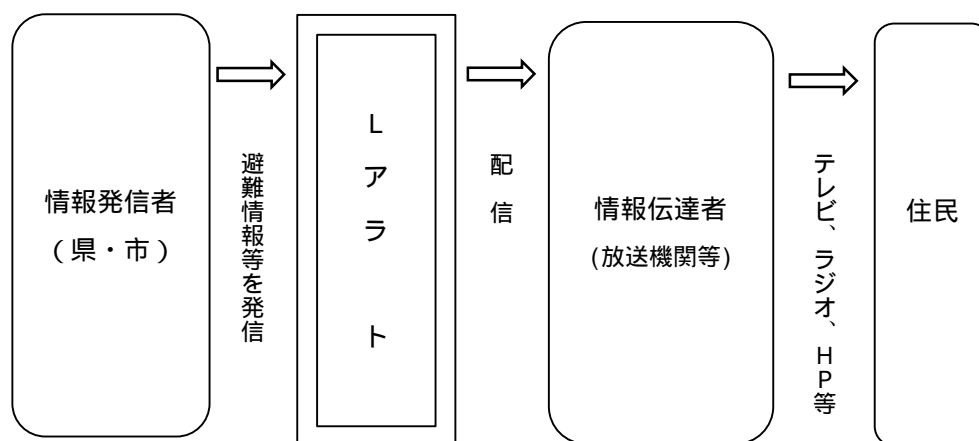 情報発信者
（県・市）
避難情報等を発信
Lアラト
配信
情報伝達者
(放送機関等)
テレビ、ラジオ、HP等
住民